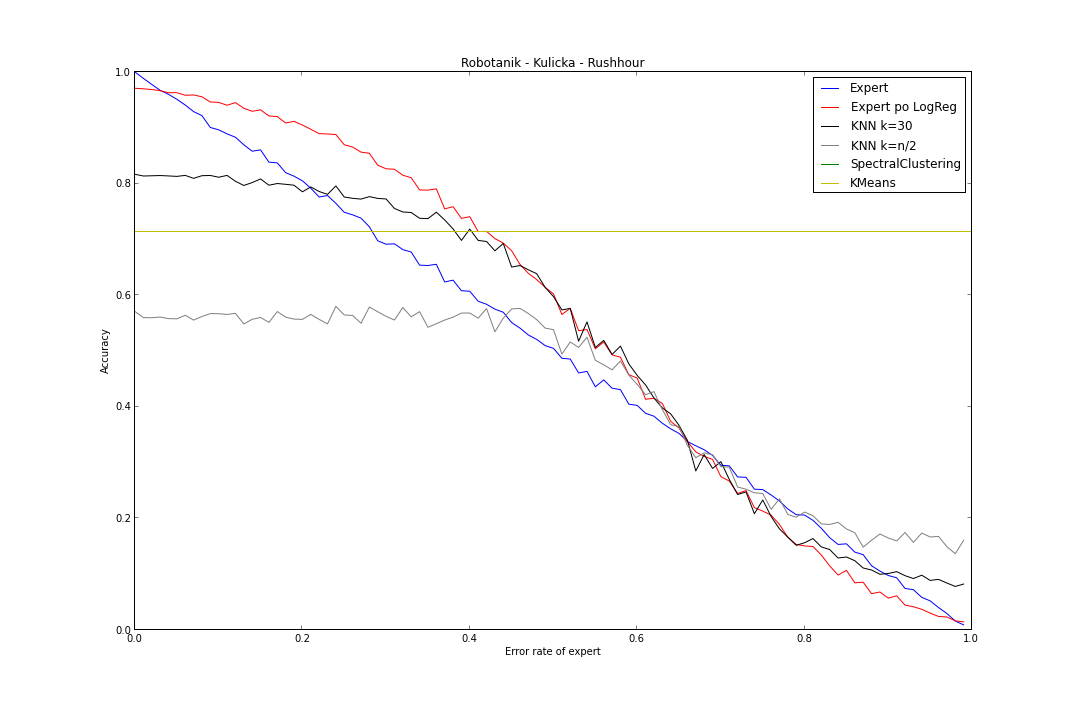 Robotanik - Kulicka - Rushhour
1.0
0.8
0.6
0.4
0.2
0.0
Accuracy
Expert
Expert po LogReg
KNN k=30
KNN k=n/2
SpectralClustering
KMeans
0.0 0.2 0.4 0.6 0.8 1.0
Error rate of expert